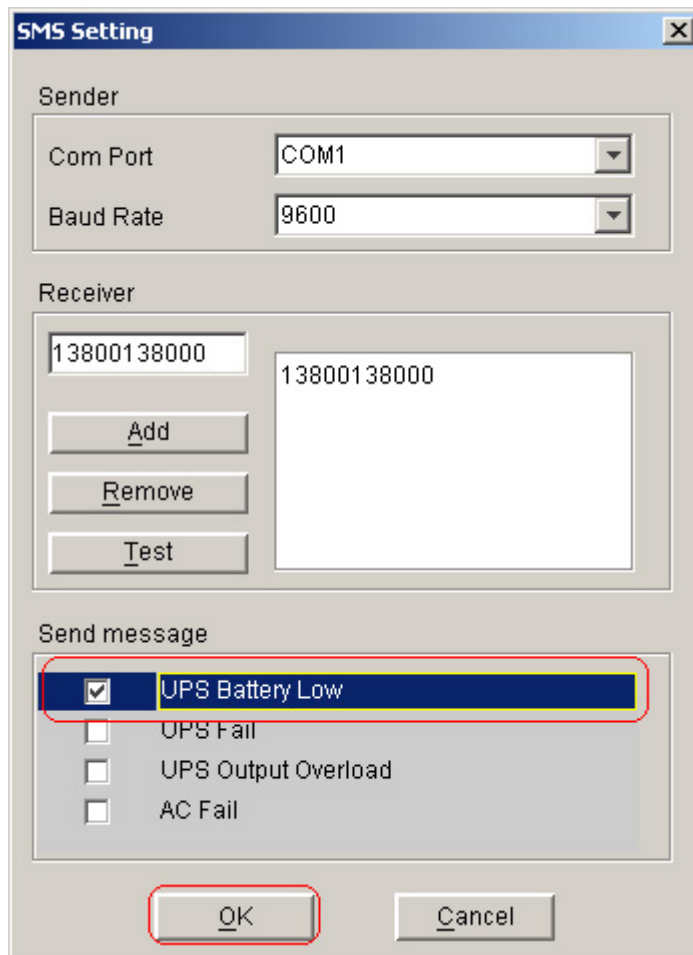 SMS Setting
Sender
Com Port
COM1
Baud Rate
9600
Receiver
13800138000
13800138000
Add
Remove
Test
Send message
UPS Battery Low
UPS Fail
UPS Output Overload
AC Fail
OK
Cancel